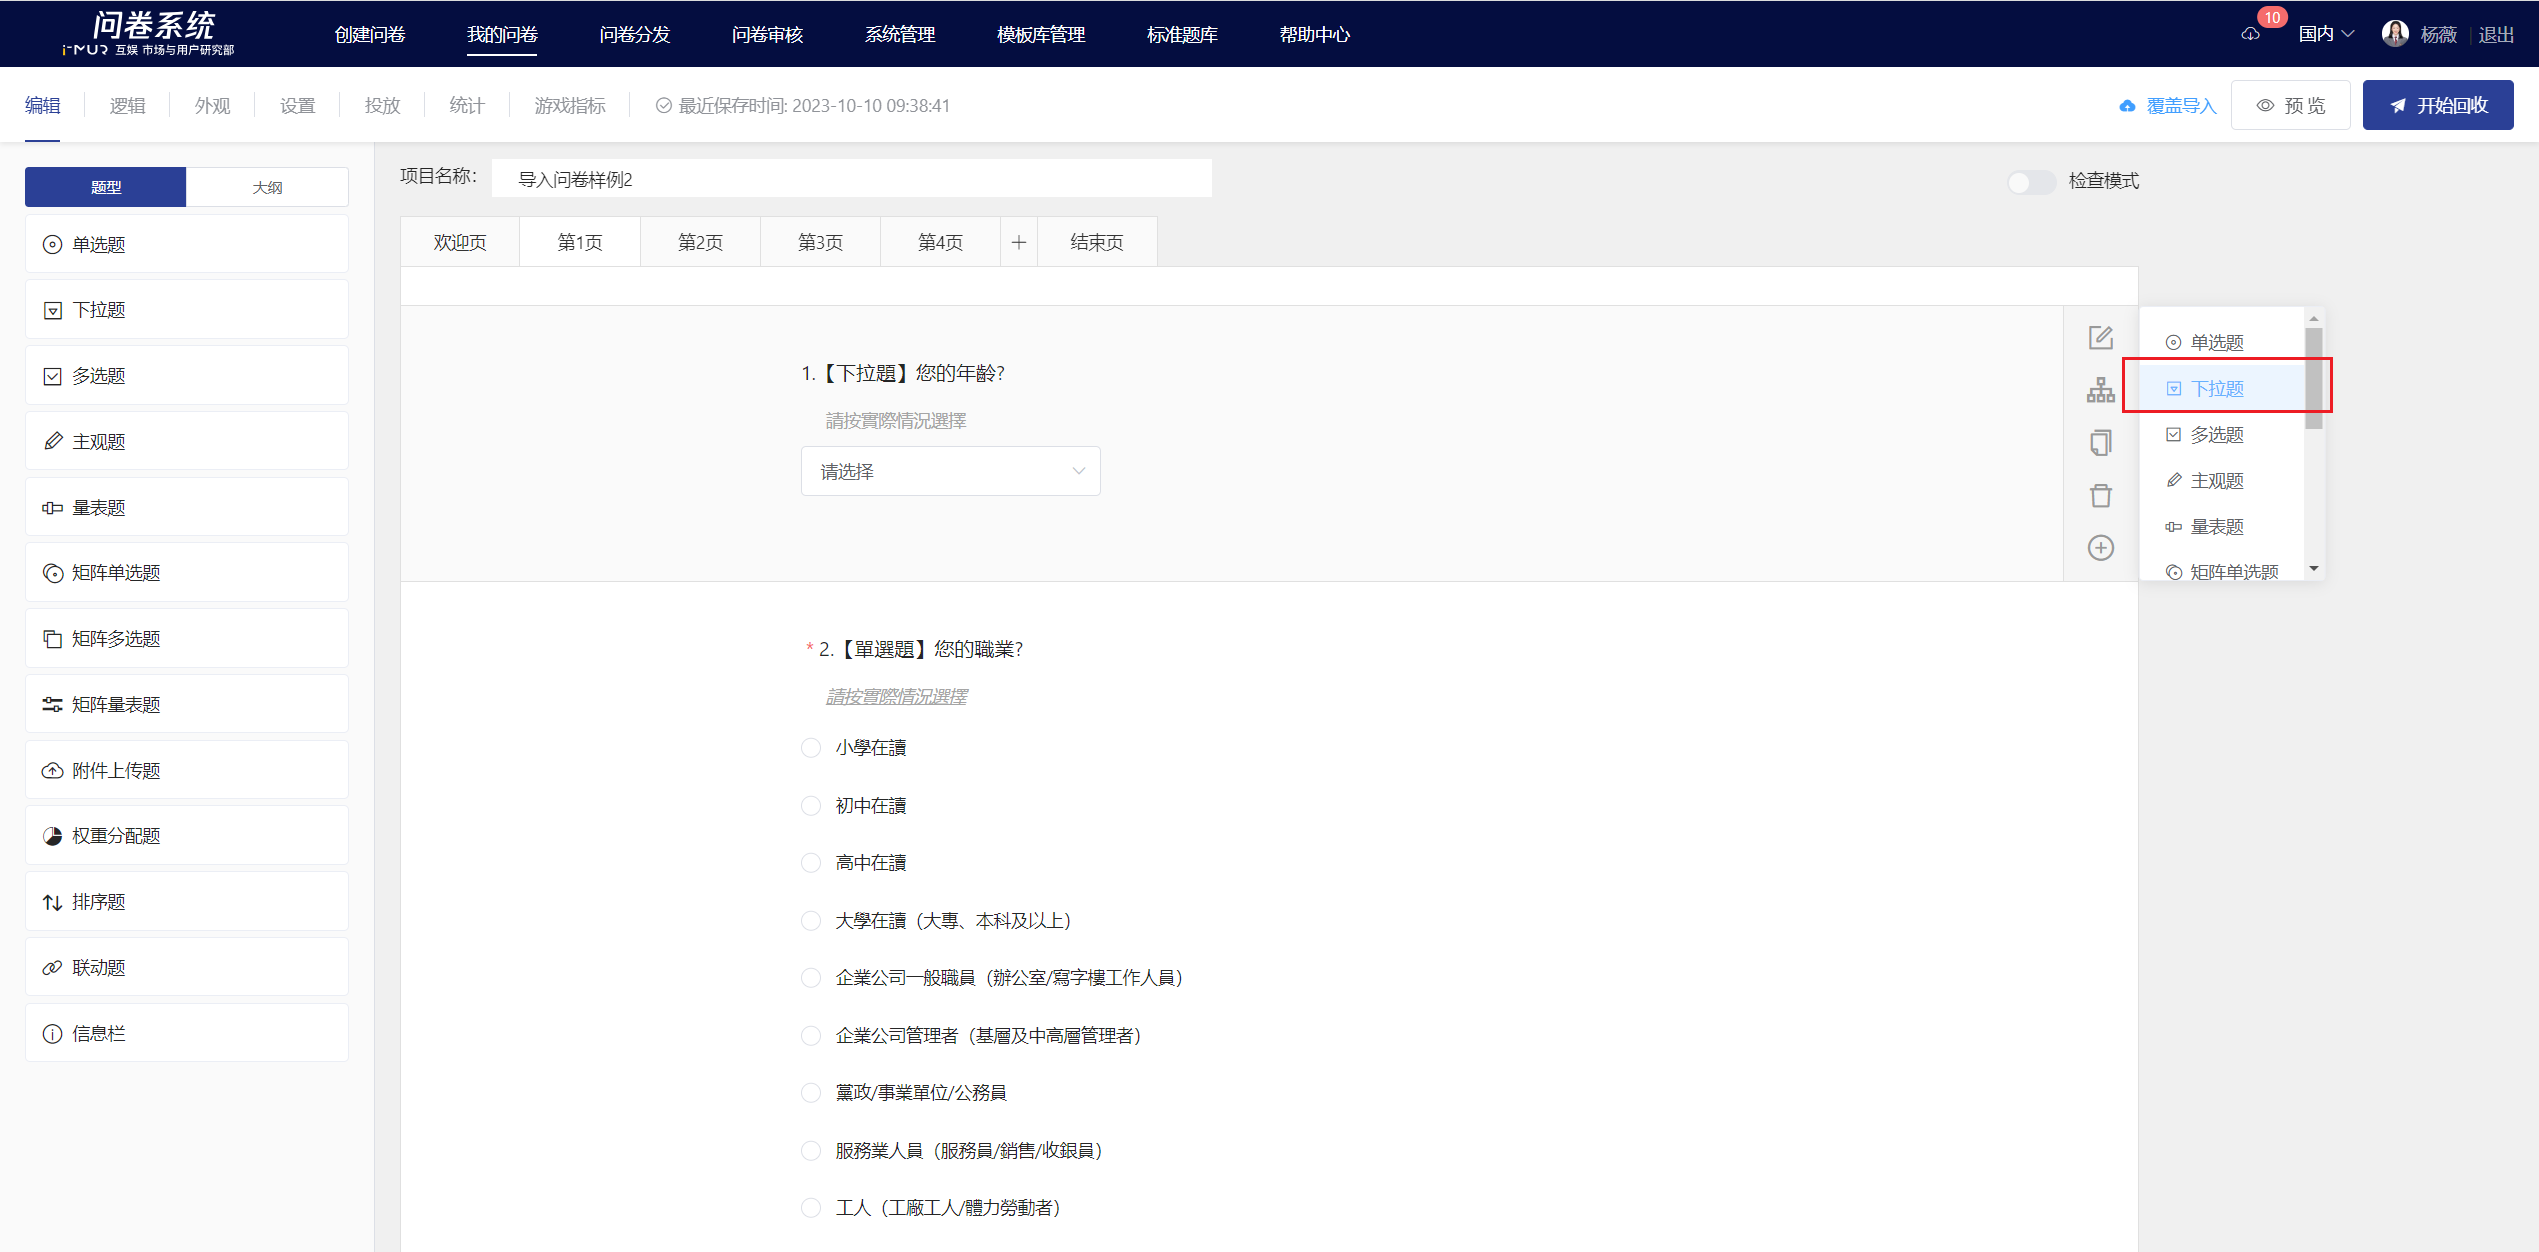 问卷系统
i-MUR 互娱 市场与用户研究部
创建问卷 我的问卷 问卷分发 问卷审核 系统管理 模板库管理 标准题库 帮助中心
10
国内 杨薇 退出
编辑 逻辑 外观 设置 投放 统计 游戏指标 最近保存时间: 2023-10-10 09:38:41
覆盖导入 预 览 开始回收
题型 大纲
单选题
下拉题
多选题
主观题
量表题
矩阵单选题
矩阵多选题
矩阵量表题
附件上传题
权重分配题
排序题
联动题
信息栏
项目名称: 导入问卷样例2
检查模式
欢迎页 第1页 第2页 第3页 第4页 + 结束页
1.【下拉題】您的年齡?
請按實際情況選擇
请选择
单选题
下拉题
多选题
主观题
量表题
矩阵单选题
* 2.【單選題】您的職業?
請按實際情況選擇
小學在讀
初中在讀
高中在讀
大學在讀（大專、本科及以上）
企業公司一般職員（辦公室/寫字樓工作人員）
企業公司管理者（基層及中高層管理者）
黨政/事業單位/公務員
服務業人員（服務員/銷售/收銀員）
工人（工廠工人/體力勞動者）